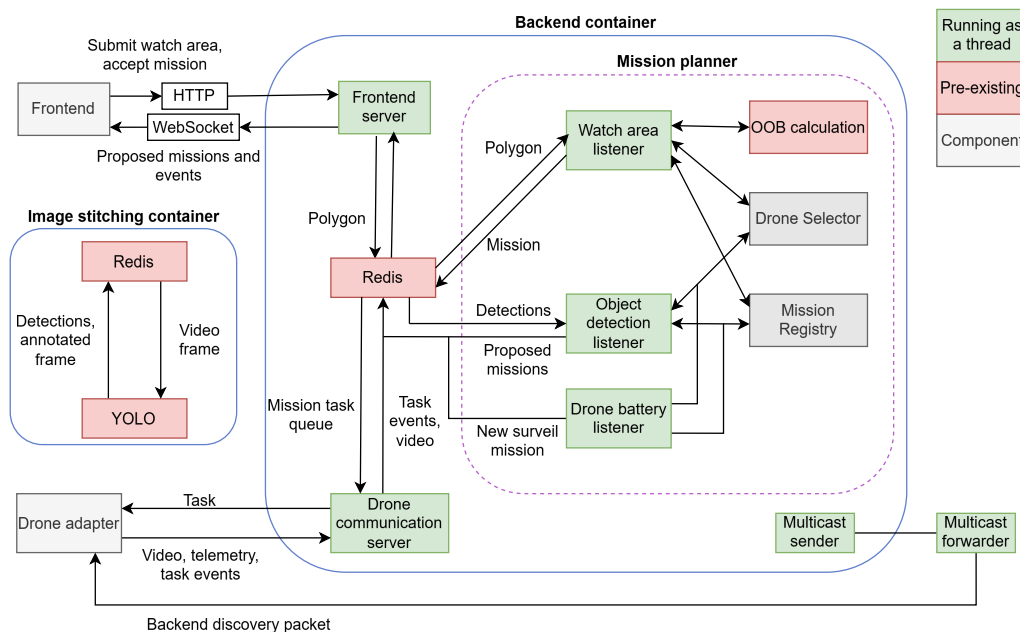 Backend container
Running as
a thread
Pre-existing
Component
Submit watch area,
accept mission
Frontend
HTTP
WebSocket
Proposed missions and
events
Frontend
server
Mission planner
Watch area
listener
OOB calculation
Polygon
Polygon
Mission
Drone Selector
Image stitching container
Redis
Detections,
annotated
frame
Video
frame
YOLO
Redis
Detections
Object
detection
listener
Mission
Registry
Proposed
missions
Drone battery
listener
New surveil
mission
Mission task
queue
Task
events,
video
Drone adapter
Task
Video, telemetry,
task events
Drone
communication
server
Multicast
sender
Multicast
forwarder
Backend discovery packet